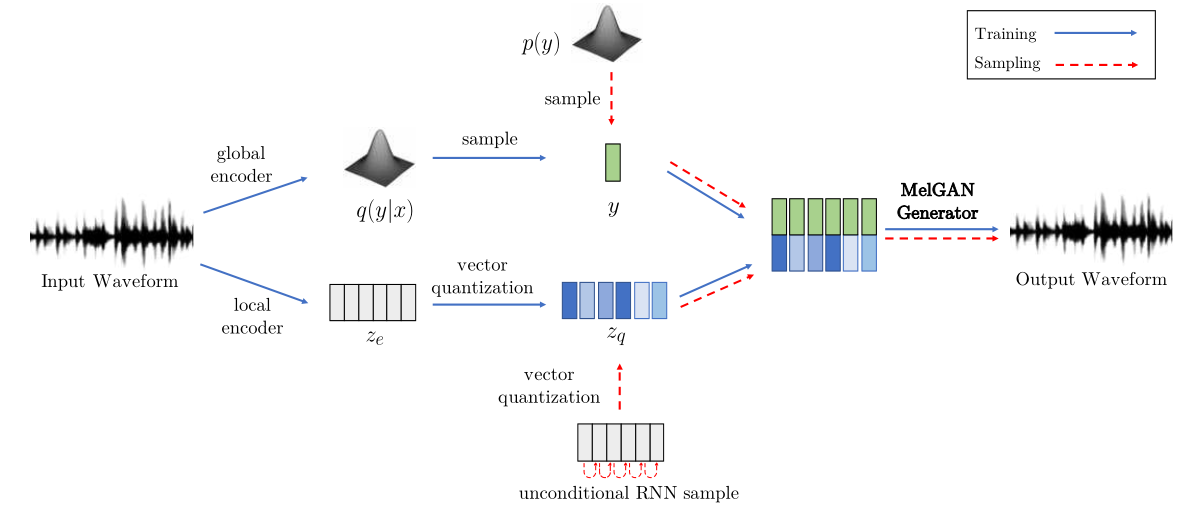 p(y)
Training
Sampling
sample
global
encoder
sample
q(y|x)
y
MelGAN
Generator
Input Waveform
Output Waveform
local
encoder
vector
quantization
z_e
z_q
vector
quantization
unconditional RNN sample